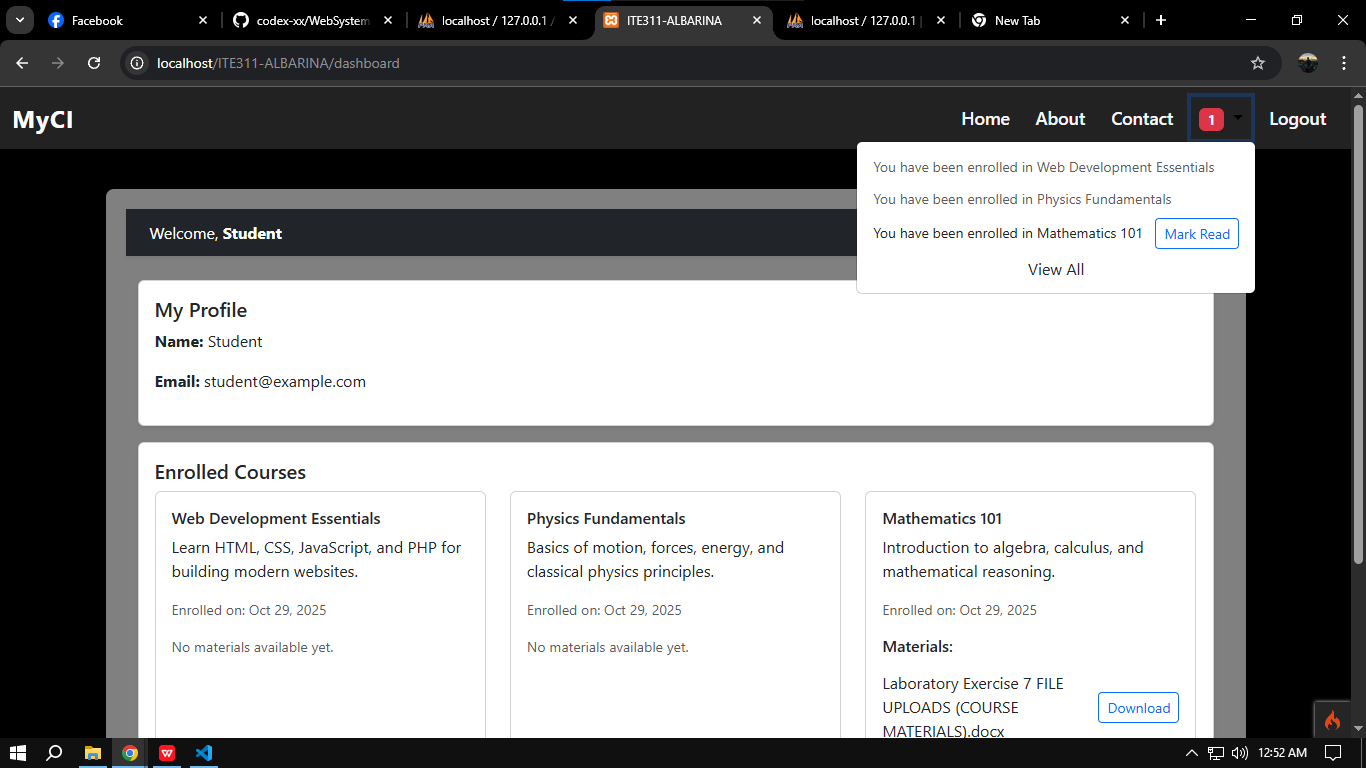 Facebook
codex-xx/WebSystem
localhost / 127.0.0.1 /
ITE311-ALBARINA
localhost / 127.0.0.1 |
New Tab
localhost/ITE311-ALBARINA/dashboard
MyCI
Home
About
Contact
1
Logout
You have been enrolled in Web Development Essentials
You have been enrolled in Physics Fundamentals
You have been enrolled in Mathematics 101
Mark Read
View All
Welcome, Student
My Profile
Name: Student
Email: student@example.com
Enrolled Courses
Web Development Essentials
Learn HTML, CSS, JavaScript, and PHP for
building modern websites.
Enrolled on: Oct 29, 2025
No materials available yet.
Physics Fundamentals
Basics of motion, forces, energy, and
classical physics principles.
Enrolled on: Oct 29, 2025
No materials available yet.
Mathematics 101
Introduction to algebra, calculus, and
mathematical reasoning.
Enrolled on: Oct 29, 2025
Materials:
Laboratory Exercise 7 FILE
UPLOADS (COURSE
MATERIALS).docx
Download
12:52 AM